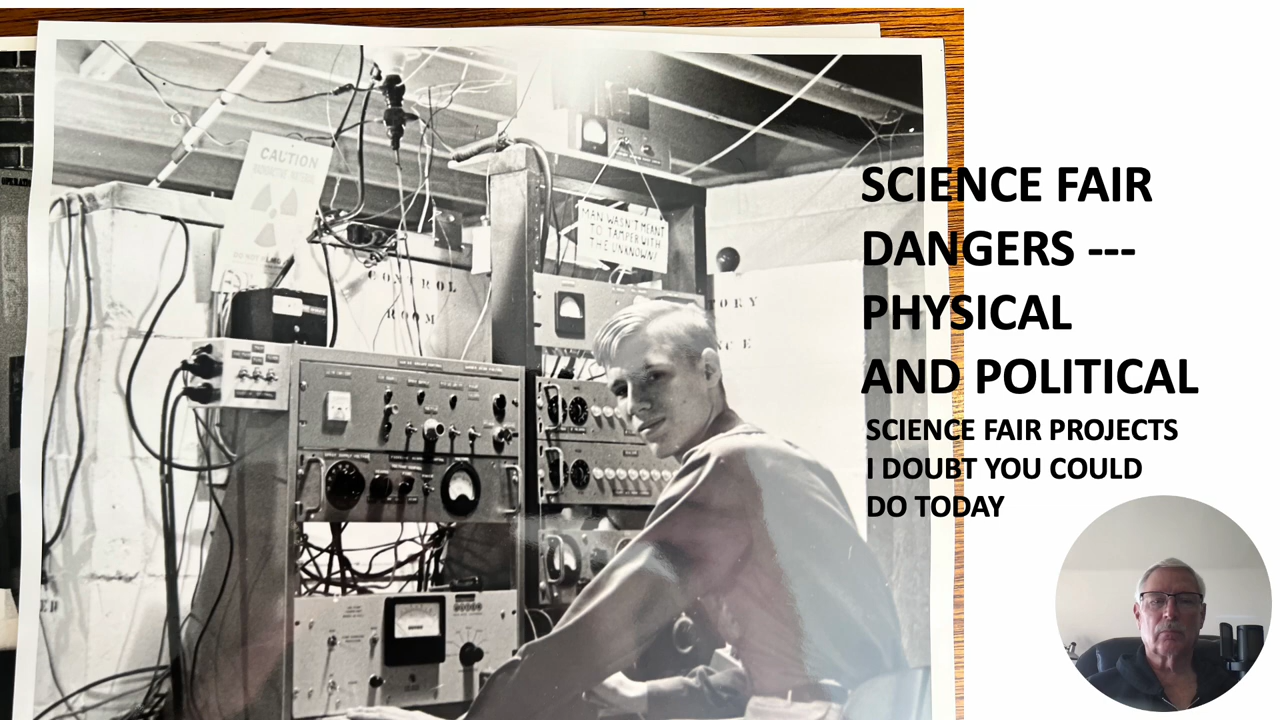 CAUTION
CONTROL
ROOM
MAN WASN'T MEANT
TO TAMPER WITH
THE UNKNOWN!
SCIENCE FAIR
DANGERS ---
PHYSICAL
AND POLITICAL
SCIENCE FAIR PROJECTS
I DOUBT YOU COULD
DO TODAY